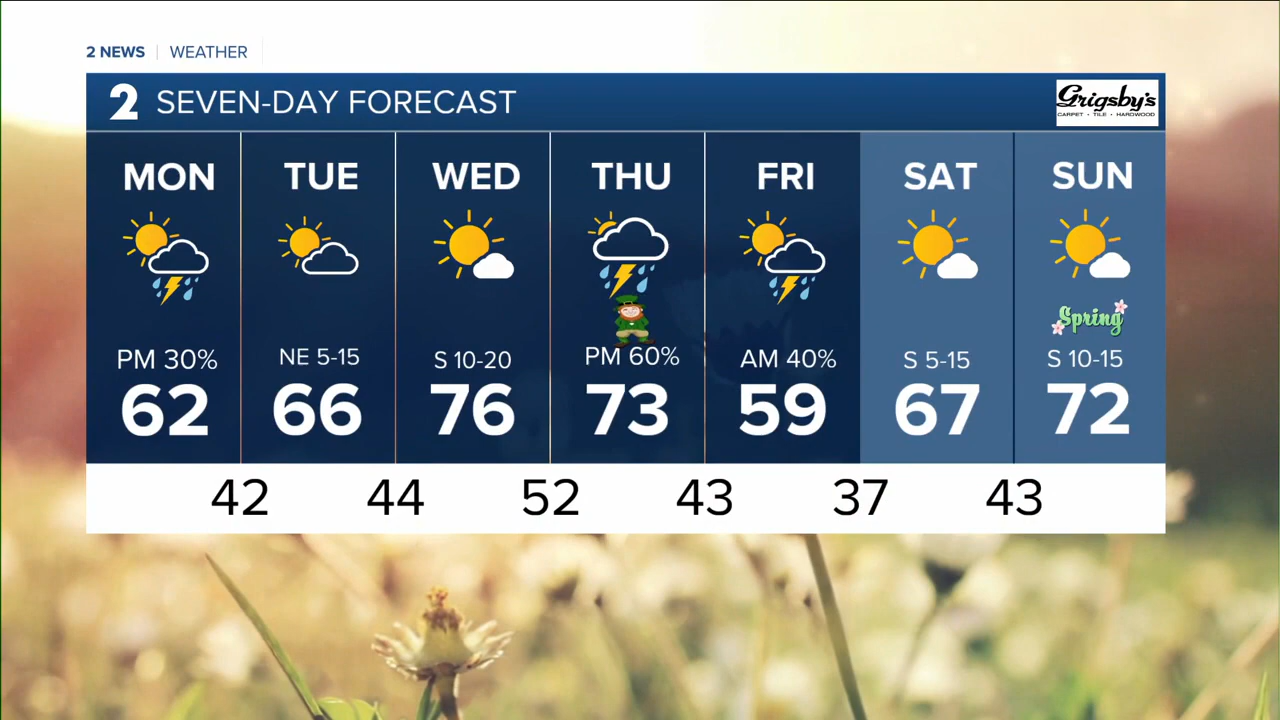 2 NEWS | WEATHER
2 SEVEN-DAY FORECAST
Grigsby's
CARPET • TILE • HARDWOOD
MON TUE WED THU FRI SAT SUN
Spring
PM 30% NE 5-15 S 10-20 PM 60% AM 40% S 5-15 S 10-15
62 66 76 73 59 67 72
42 44 52 43 37 43